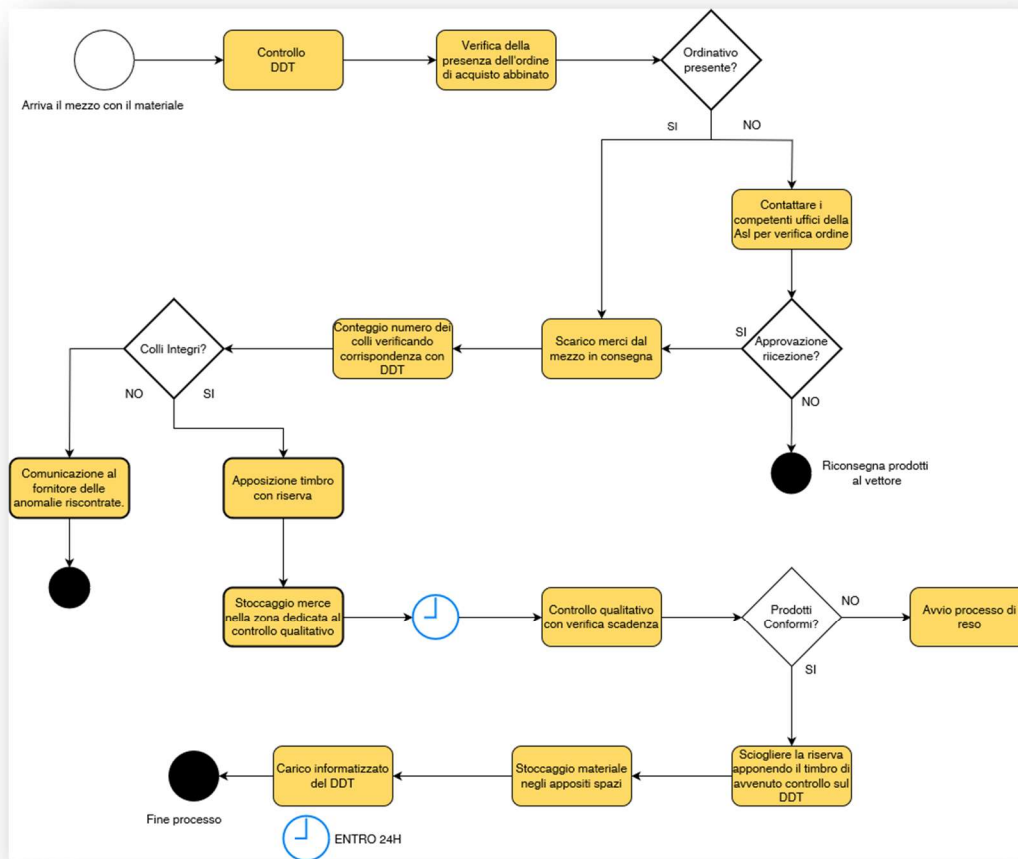 Controllo
DDT
Verifica della
presenza dell'ordine
di acquisto abbinato
Ordinativo
presente?
Arriva il mezzo con il materiale
SI
NO
Contattare i
competenti uffici della
Asl per verifica ordine
Colli Integri?
Conteggio numero dei
colli verificando
corrispondenza con
DDT
Scarico merci dal
mezzo in consegna
SI
Approvazione
riicezione?
NO
SI
NO
Comunicazione al
fornitore delle
anomalie riscontrate.
Apposizione timbro
con riserva
Riconsegna prodotti
al vettore
Stoccaggio merce
nella zona dedicata al
controllo qualitativo
Controllo qualitativo
con verifica scadenza
Prodotti
Conformi?
NO
Avvio processo di
reso
SI
Carico informatizzato
del DDT
Stoccaggio materiale
negli appositi spazi
Sciogliere la riserva
apponendo il timbro di
avvenuto controllo sul
DDT
Fine processo
ENTRO 24H